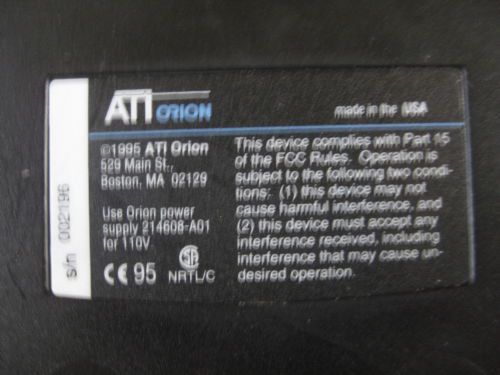 ATI ORION
made in the USA
©1995 ATI Orion
529 Main St.,
Boston, MA 02129
Use Orion power
supply 214608-A01
for 110V.
CE 95 NRTL/C
This device complies with Part 15
of the FCC Rules. Operation is
subject to the following two condi-
tions: (1) this device may not
cause harmful interference, and
(2) this device must accept any
interference received, including
interference that may cause un-
desired operation.
s/n 002196